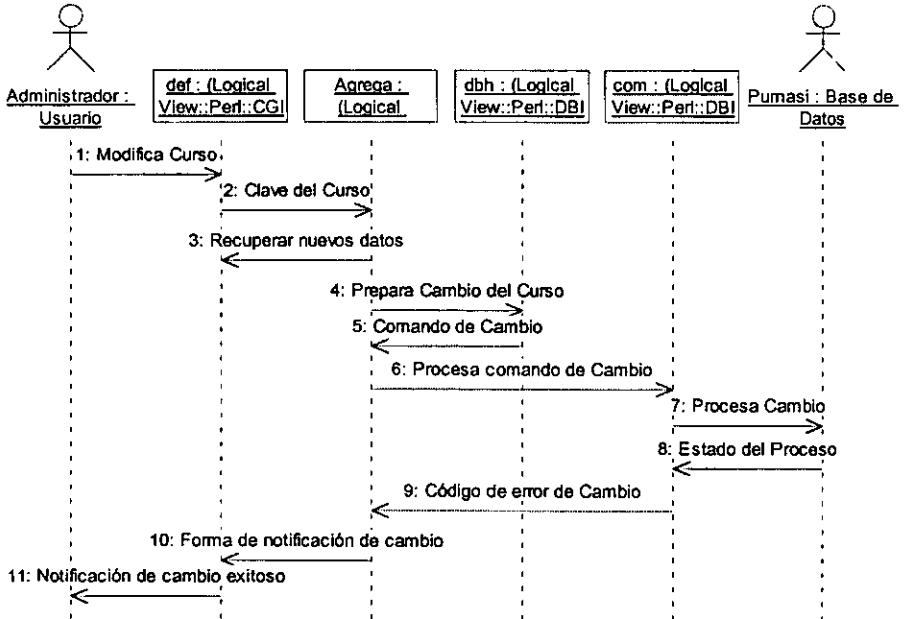 Administrador :
Usuario
def : (Logical
View::Perl::CGI
Agrega :
(Logical
dbh : (Logical
View::Perl::DBI
com : (Logical
View::Perl::DBI
Pumasi : Base de
Datos
1: Modifica Curso
2: Clave del Curso
3: Recuperar nuevos datos
4: Prepara Cambio del Curso
5: Comando de Cambio
6: Procesa comando de Cambio
7: Procesa Cambio
8: Estado del Proceso
9: Código de error de Cambio
10: Forma de notificación de cambio
11: Notificación de cambio exitoso